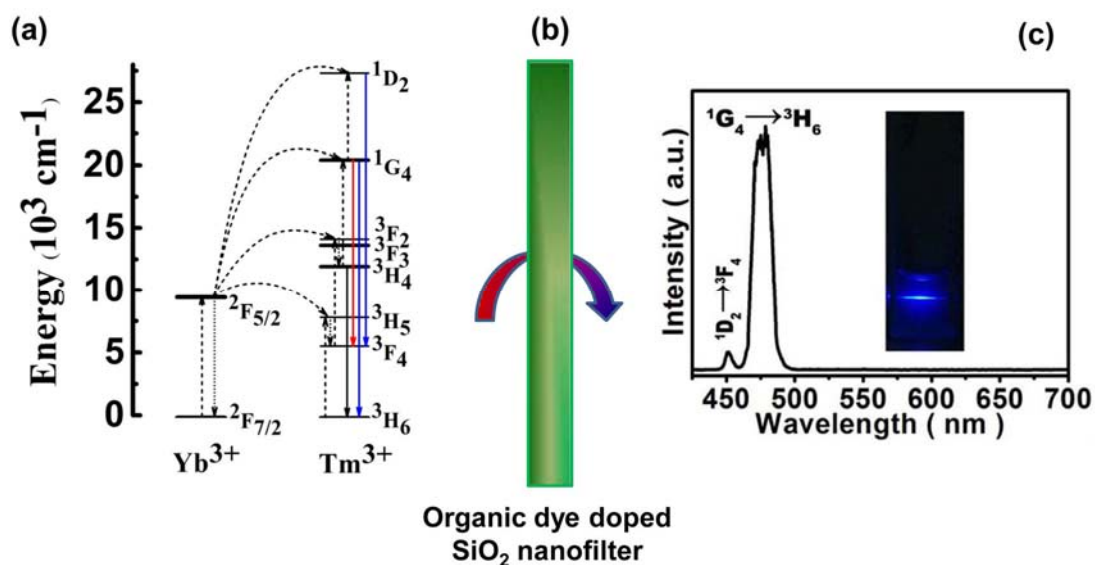 (a)
(b)
(c)
Energy (10³ cm⁻¹)
25
20
15
10
5
0
²F₅/₂
²F₇/₂
Yb³⁺
¹D₂
¹G₄
³F₂
³F₃
³H₄
³H₅
³F₄
³H₆
Tm³⁺
Organic dye doped
SiO₂ nanofilter
Intensity ( a.u.)
¹G₄ → ³H₆
¹D₂→³F₄
450 500 550 600 650 700
Wavelength ( nm )